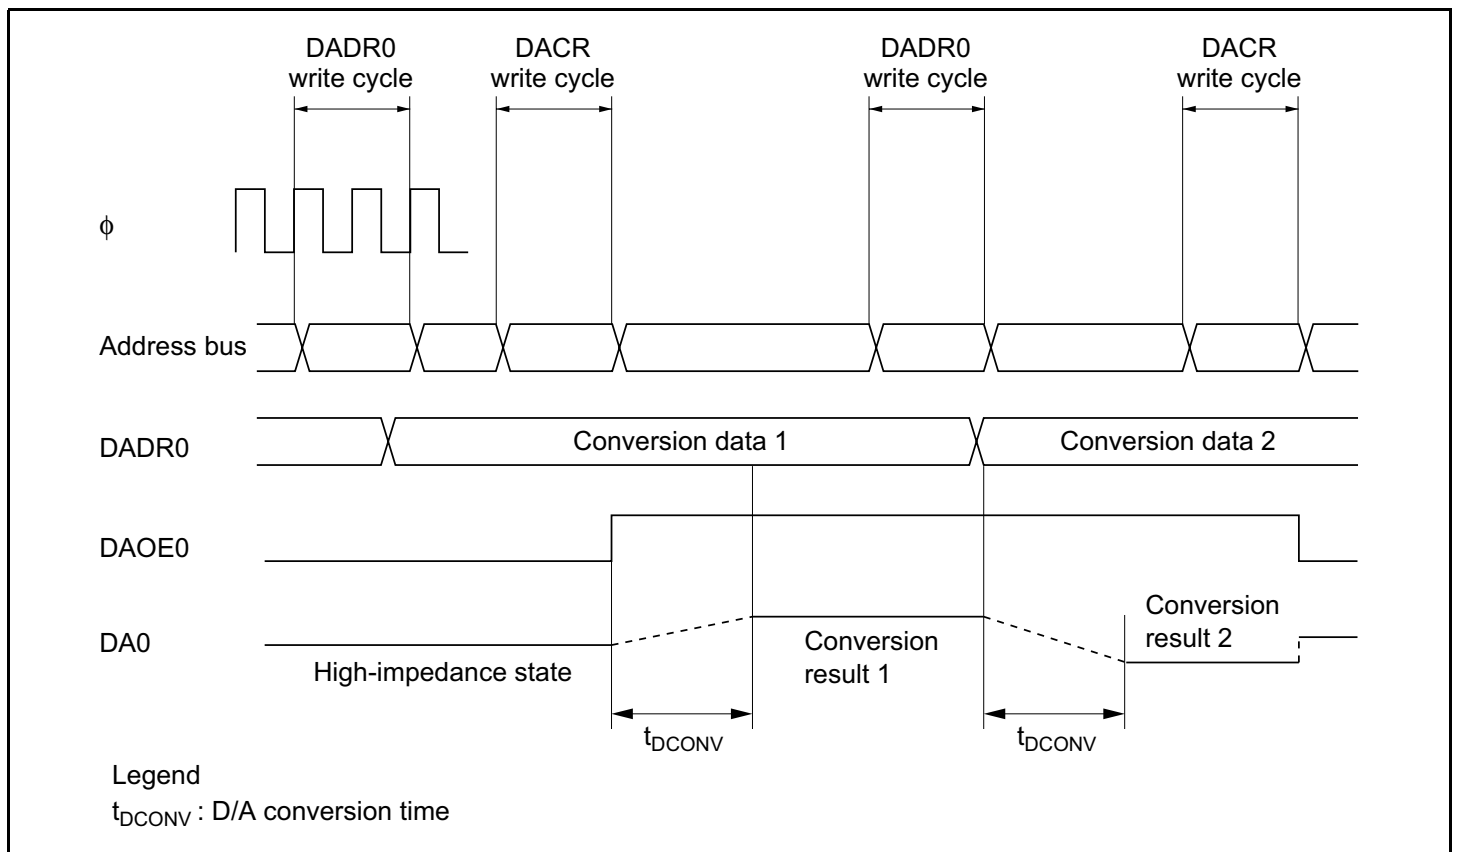 DADR0
write cycle
DACR
write cycle
DADR0
write cycle
DACR
write cycle
ϕ
Address bus
DADR0
Conversion data 1
Conversion data 2
DAOE0
DA0
High-impedance state
Conversion
result 1
Conversion
result 2
tDCONV
tDCONV
Legend
tDCONV : D/A conversion time